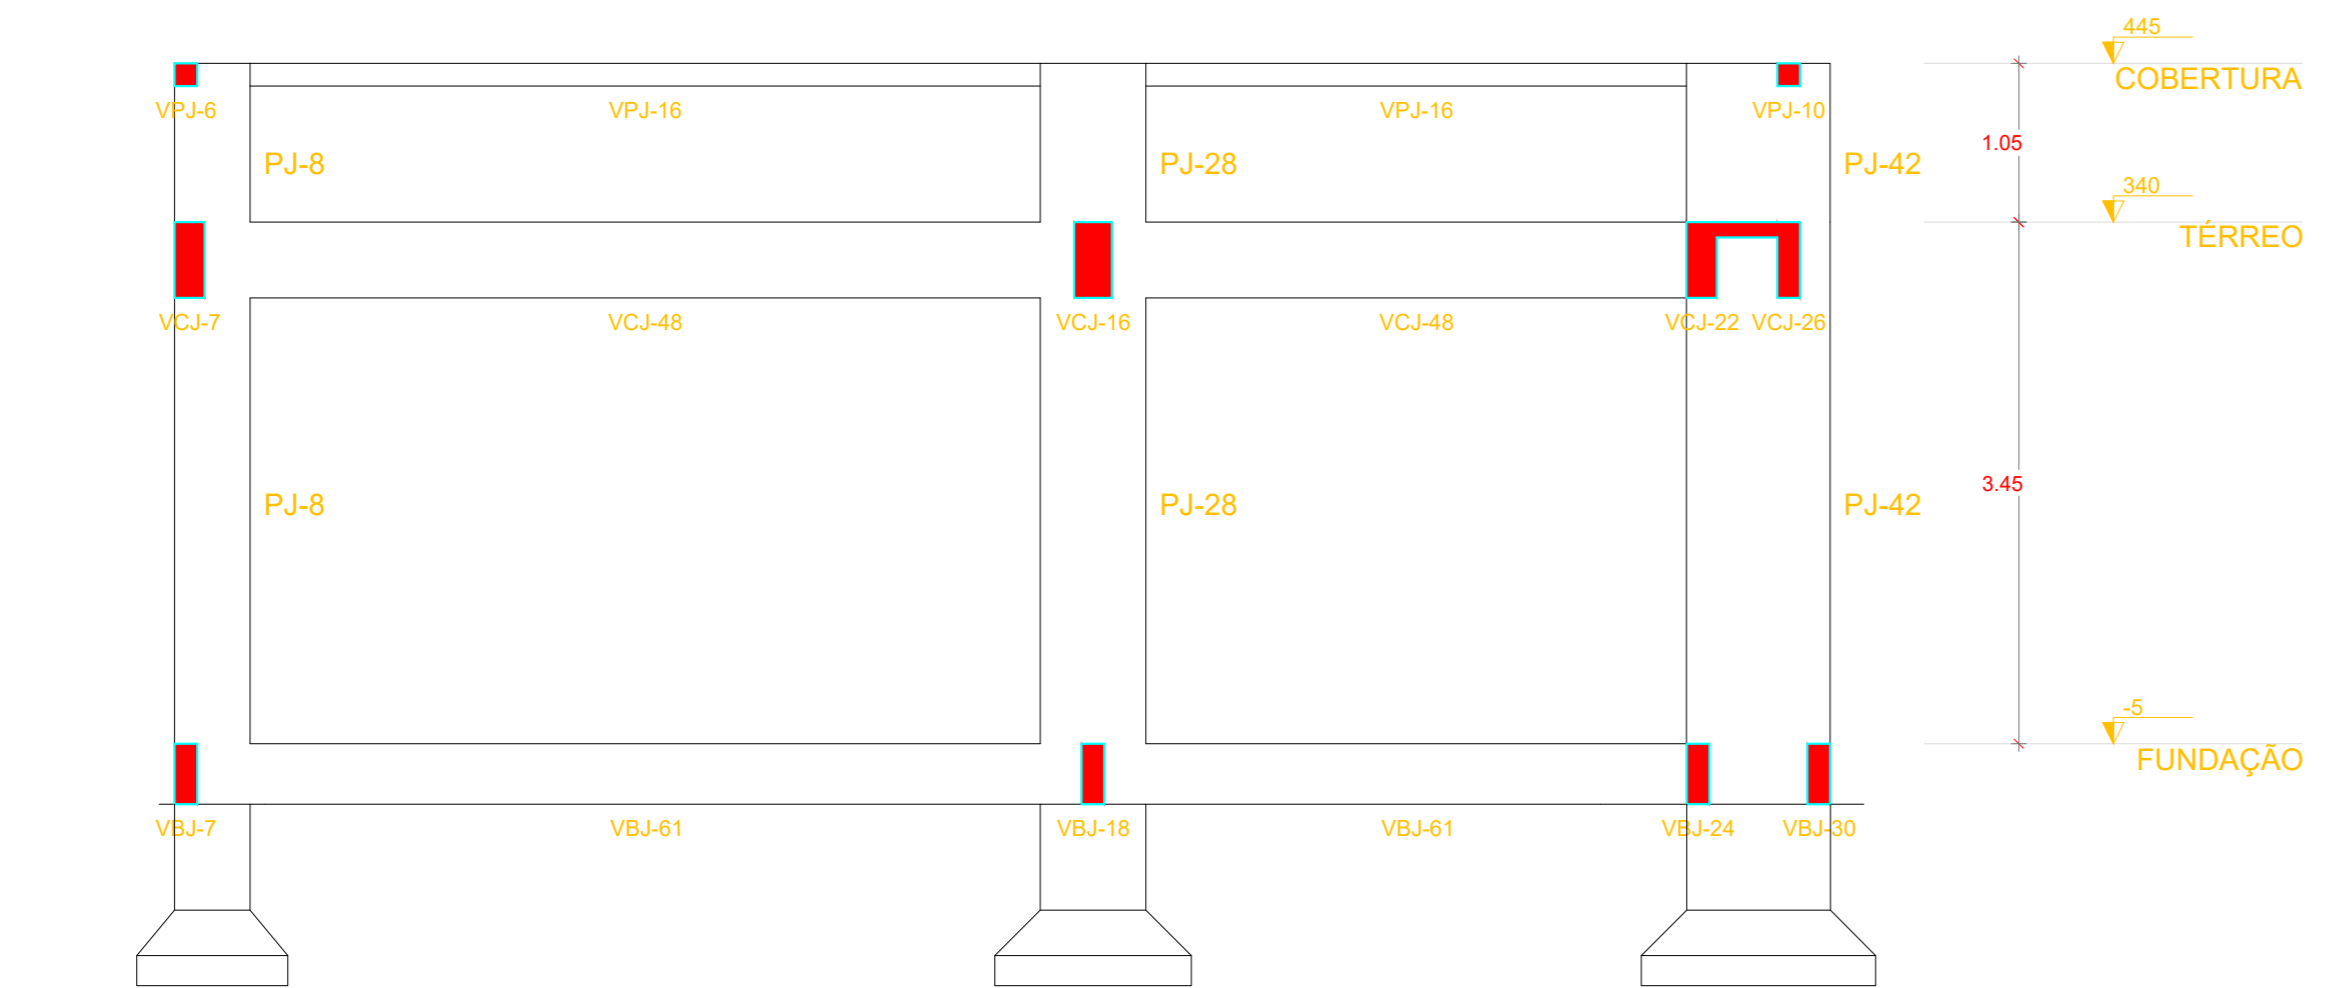 445
COBERTURA
VPJ-6
VPJ-16
VPJ-16
VPJ-10
1.05
PJ-8
PJ-28
PJ-42
340
TÉRREO
VCJ-7
VCJ-48
VCJ-16
VCJ-48
VCJ-22
VCJ-26
3.45
PJ-8
PJ-28
PJ-42
-5
FUNDAÇÃO
VBJ-7
VBJ-61
VBJ-18
VBJ-61
VBJ-24
VBJ-30